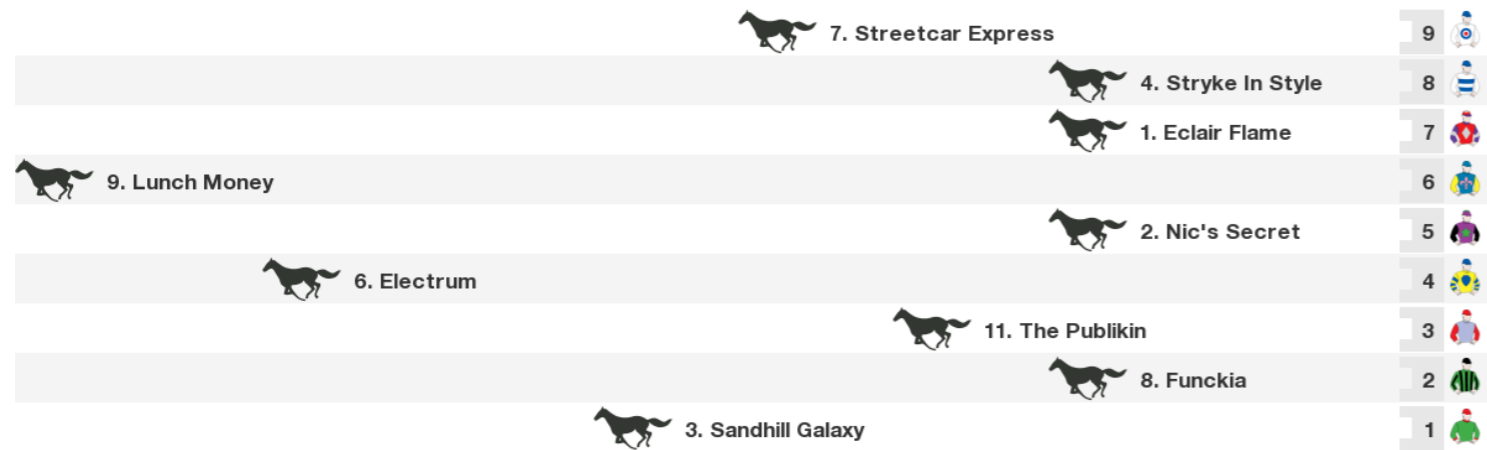 7. Streetcar Express 9
4. Stryke In Style 8
1. Eclair Flame 7
9. Lunch Money 6
2. Nic's Secret 5
6. Electrum 4
11. The Publikin 3
8. Funckia 2
3. Sandhill Galaxy 1